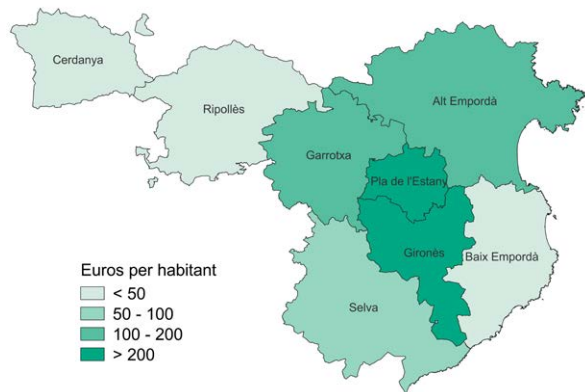 Cerdanya
Ripollès
Alt Empordà
Garrotxa
Pla de l'Estany
Gironès
Baix Empordà
Selva
Euros per habitant
< 50
50 - 100
100 - 200
> 200